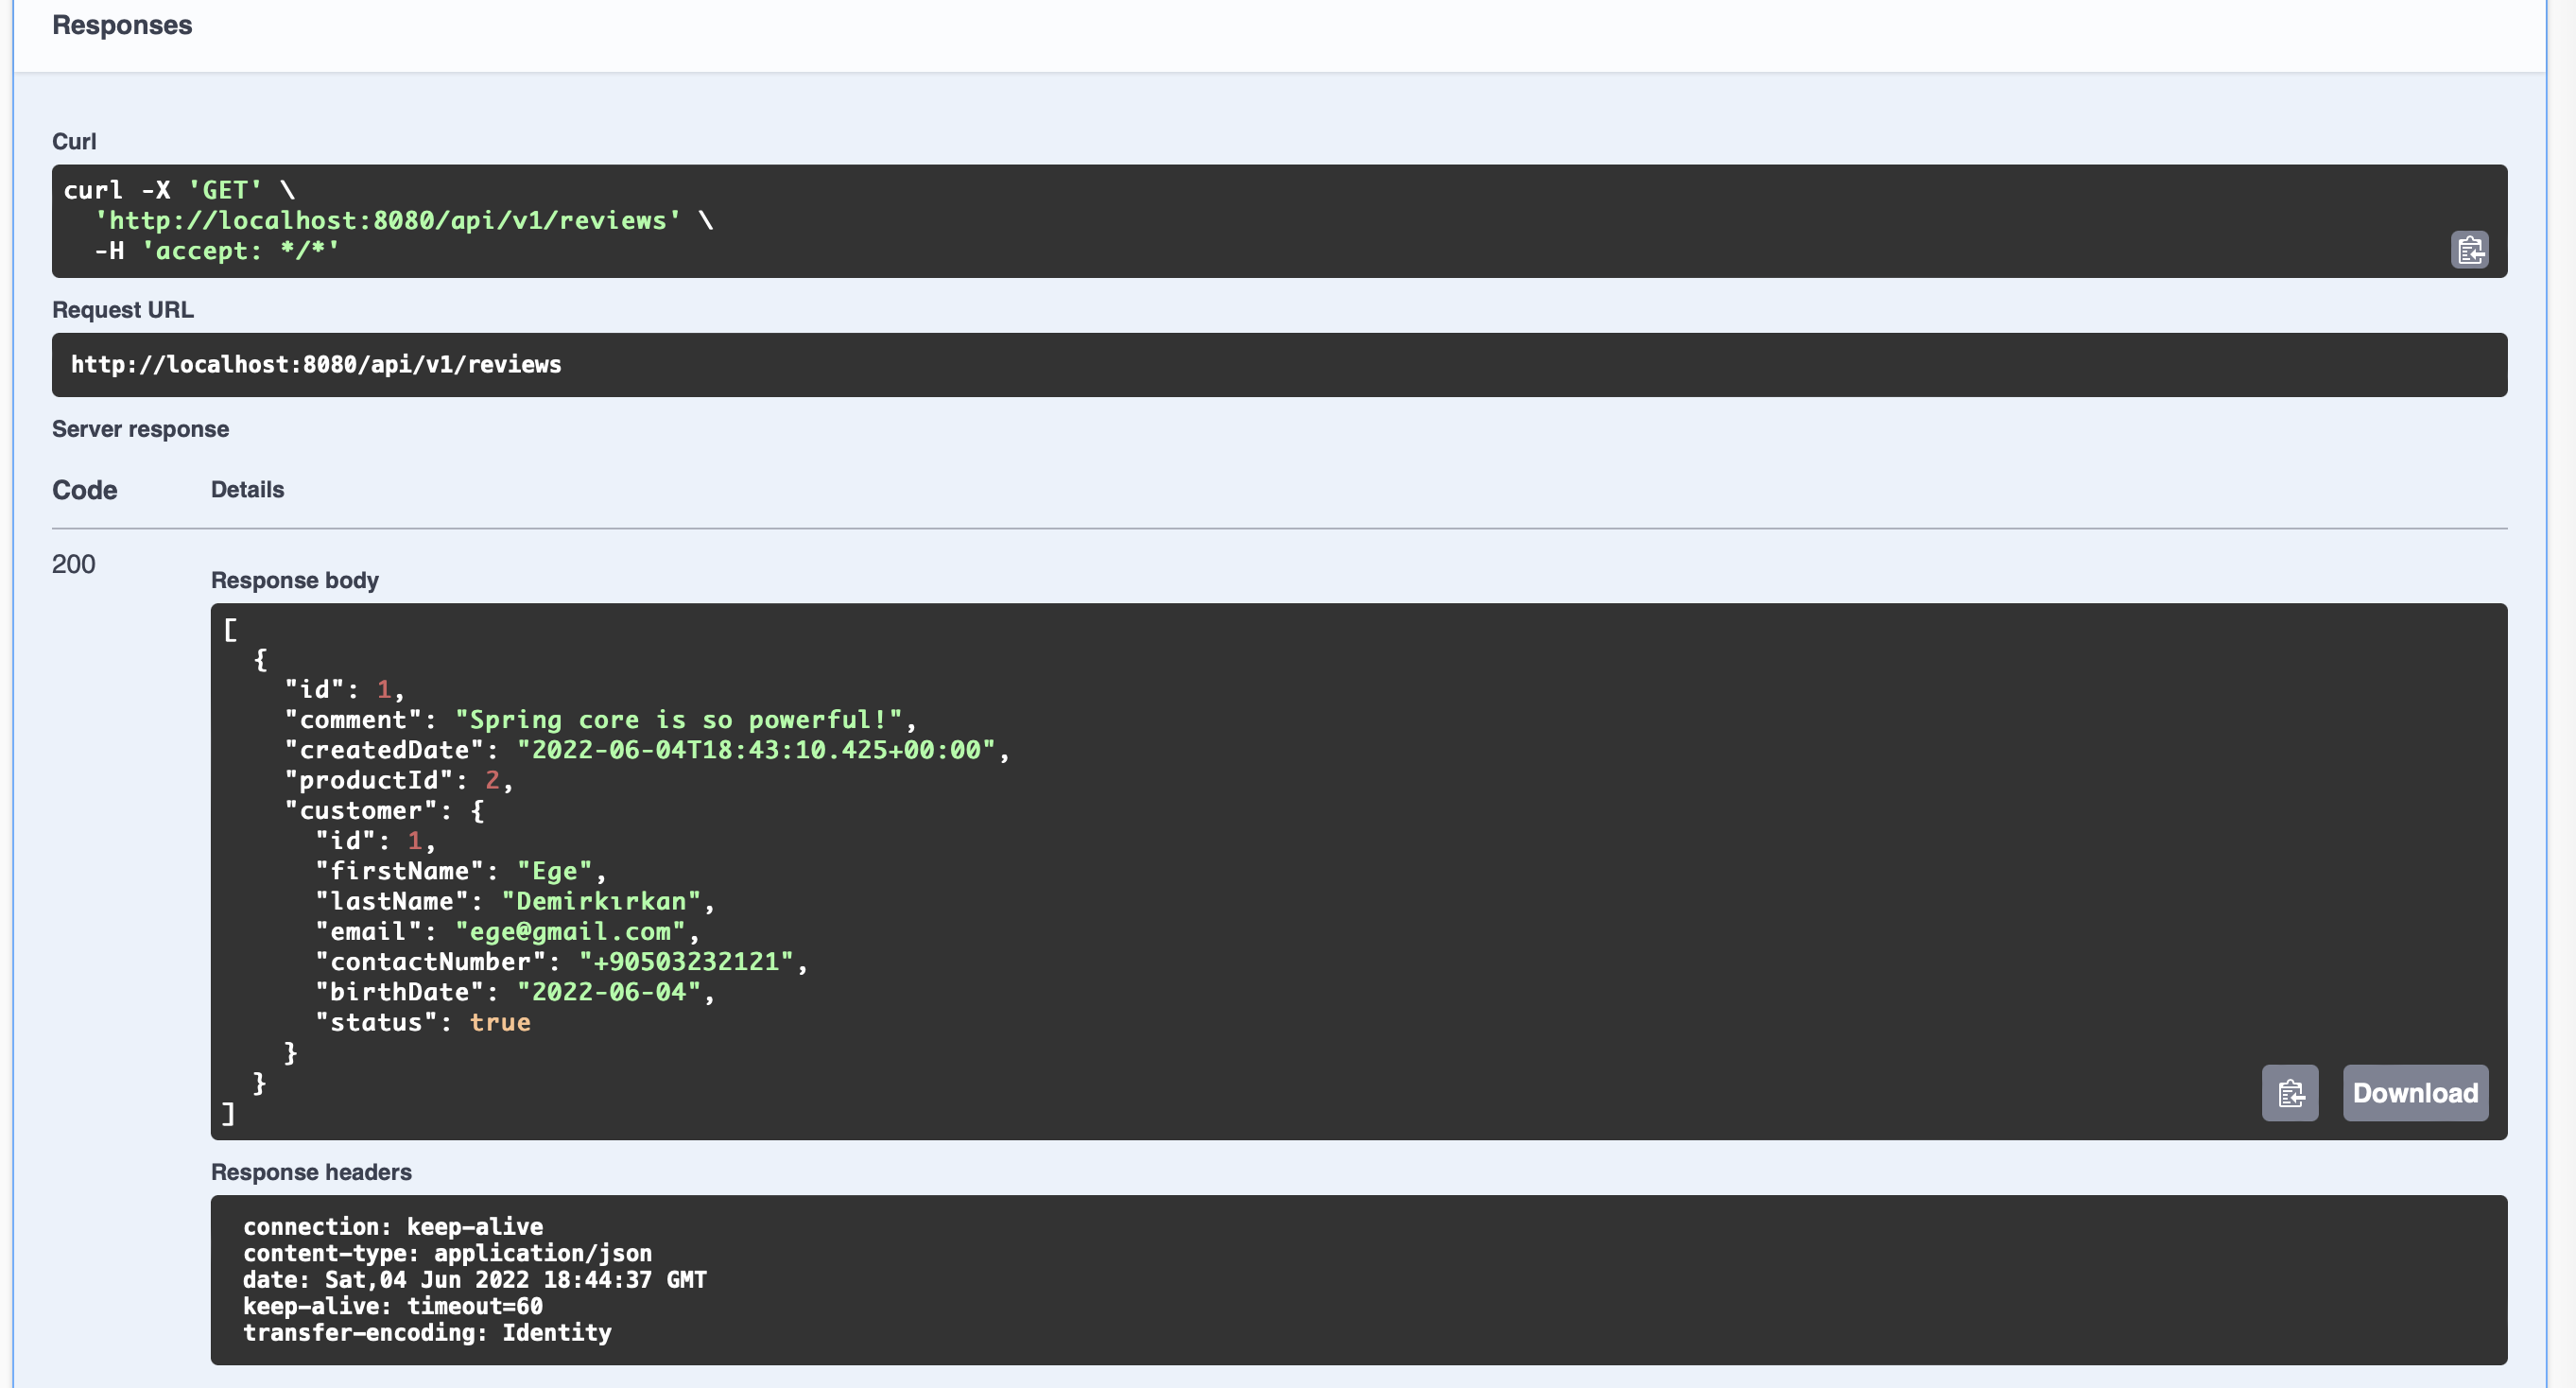 Responses
Curl
curl -X 'GET' \
  'http://localhost:8080/api/v1/reviews' \
  -H 'accept: */*'
Request URL
http://localhost:8080/api/v1/reviews
Server response
Code Details
200
Response body
[
  {
    "id": 1,
    "comment": "Spring core is so powerful!",
    "createdDate": "2022-06-04T18:43:10.425+00:00",
    "productId": 2,
    "customer": {
      "id": 1,
      "firstName": "Ege",
      "lastName": "Demirkırkan",
      "email": "ege@gmail.com",
      "contactNumber": "+90503232121",
      "birthDate": "2022-06-04",
      "status": true
    }
  }
]
Download
Response headers
connection: keep-alive
content-type: application/json
date: Sat,04 Jun 2022 18:44:37 GMT
keep-alive: timeout=60
transfer-encoding: Identity